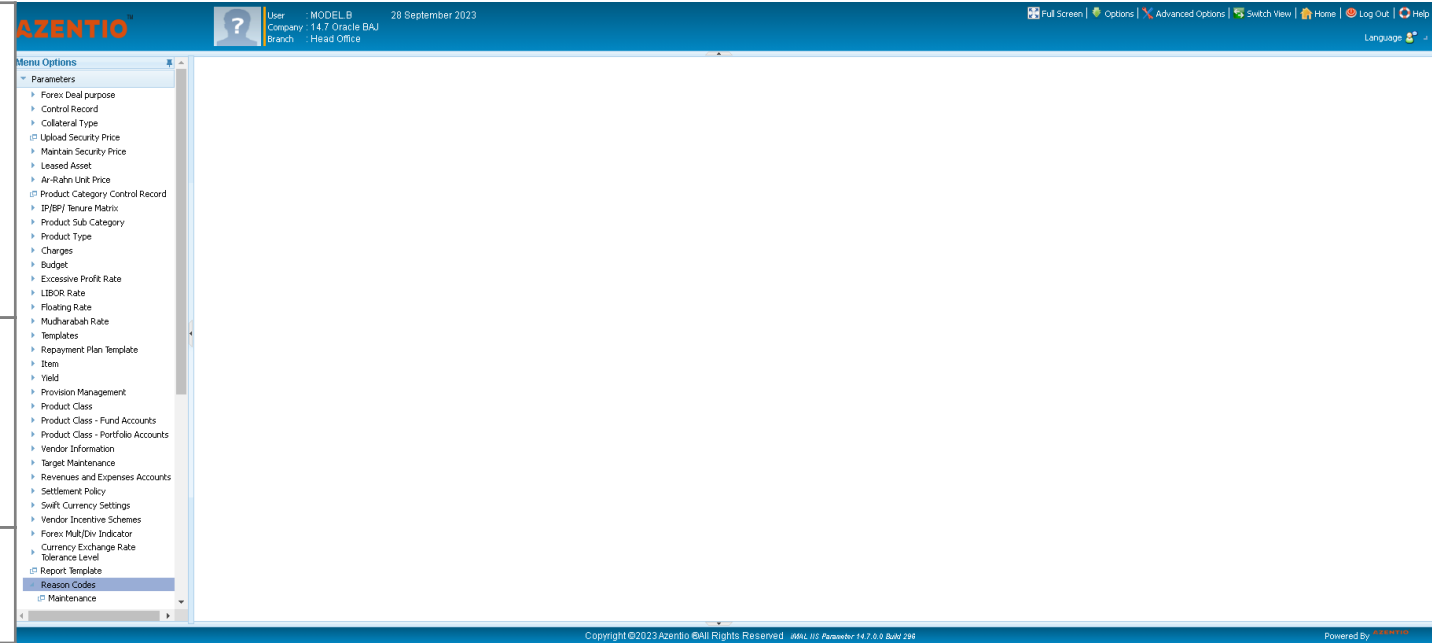 AZENTIO
User : MODEL.B 28 September 2023
Company : 14.7 Oracle BAJ
Branch : Head Office
Full Screen | Options | Advanced Options | Switch View | Home | Log Out | Help
Language
Menu Options
Parameters
Forex Deal purpose
Control Record
Collateral Type
Upload Security Price
Maintain Security Price
Leased Asset
Ar-Rahn Unit Price
Product Category Control Record
IP/BP/ Tenure Matrix
Product Sub Category
Product Type
Charges
Budget
Excessive Profit Rate
LIBOR Rate
Floating Rate
Mudharabah Rate
Templates
Repayment Plan Template
Item
Yield
Provision Management
Product Class
Product Class - Fund Accounts
Product Class - Portfolio Accounts
Vendor Information
Target Maintenance
Revenues and Expenses Accounts
Settlement Policy
Swift Currency Settings
Vendor Incentive Schemes
Forex Mult/Div Indicator
Currency Exchange Rate
Tolerance Level
Report Template
Reason Codes
Maintenance
Copyright ©2023 Azentio ®All Rights Reserved iMAL IIS Parameter 14.7.0.0 Build 296
Powered By AZENTIO